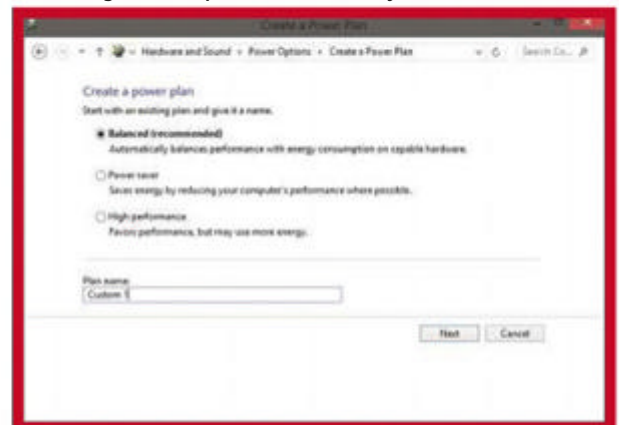 Create a Power Plan
Hardware and Sound Power Options Create a Power Plan Search Co...
Create a power plan
Start with an existing plan and give it a name.
Balanced (recommended)
Automatically balances performance with energy consumption on capable hardware.
Power saver
Saves energy by reducing your computer's performance where possible.
High performance
Favors performance, but may use more energy.
Plan name:
Custom 1
Next Cancel